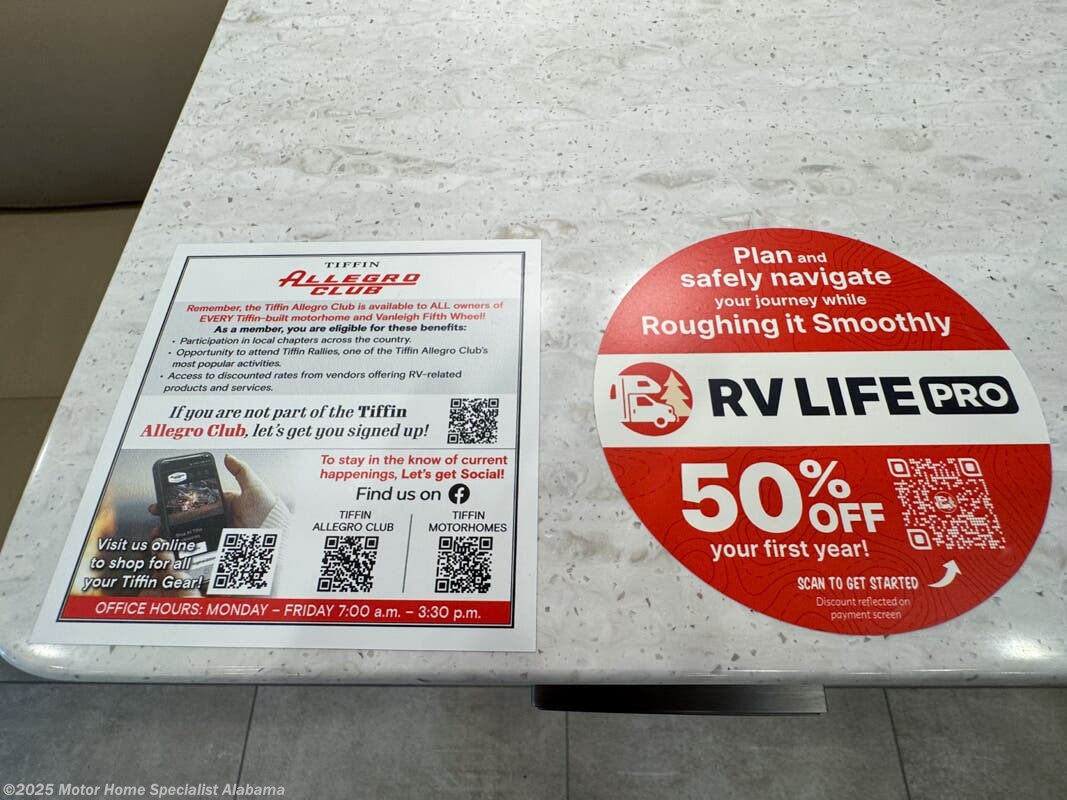 TIFFIN
ALLEGRO
CLUB
Remember, the Tiffin Allegro Club is available to ALL owners of
EVERY Tiffin-built motorhome and Vanleigh Fifth Wheel!
As a member, you are eligible for these benefits:
• Participation in local chapters across the country.
• Opportunity to attend Tiffin Rallies, one of the Tiffin Allegro Club's
most popular activities.
• Access to discounted rates from vendors offering RV-related
products and services.
If you are not part of the Tiffin
Allegro Club, let's get you signed up!
To stay in the know of current
happenings, Let's get Social!
Find us on
TIFFIN
ALLEGRO CLUB
TIFFIN
MOTORHOMES
Visit us online
to shop for all
your Tiffin Gear!
OFFICE HOURS: MONDAY – FRIDAY 7:00 a.m. – 3:30 p.m.
Plan and
safely navigate
your journey while
Roughing it Smoothly
RV LIFE PRO
50% OFF
your first year!
SCAN TO GET STARTED
Discount reflected on
payment screen
©2025 Motor Home Specialist Alabama